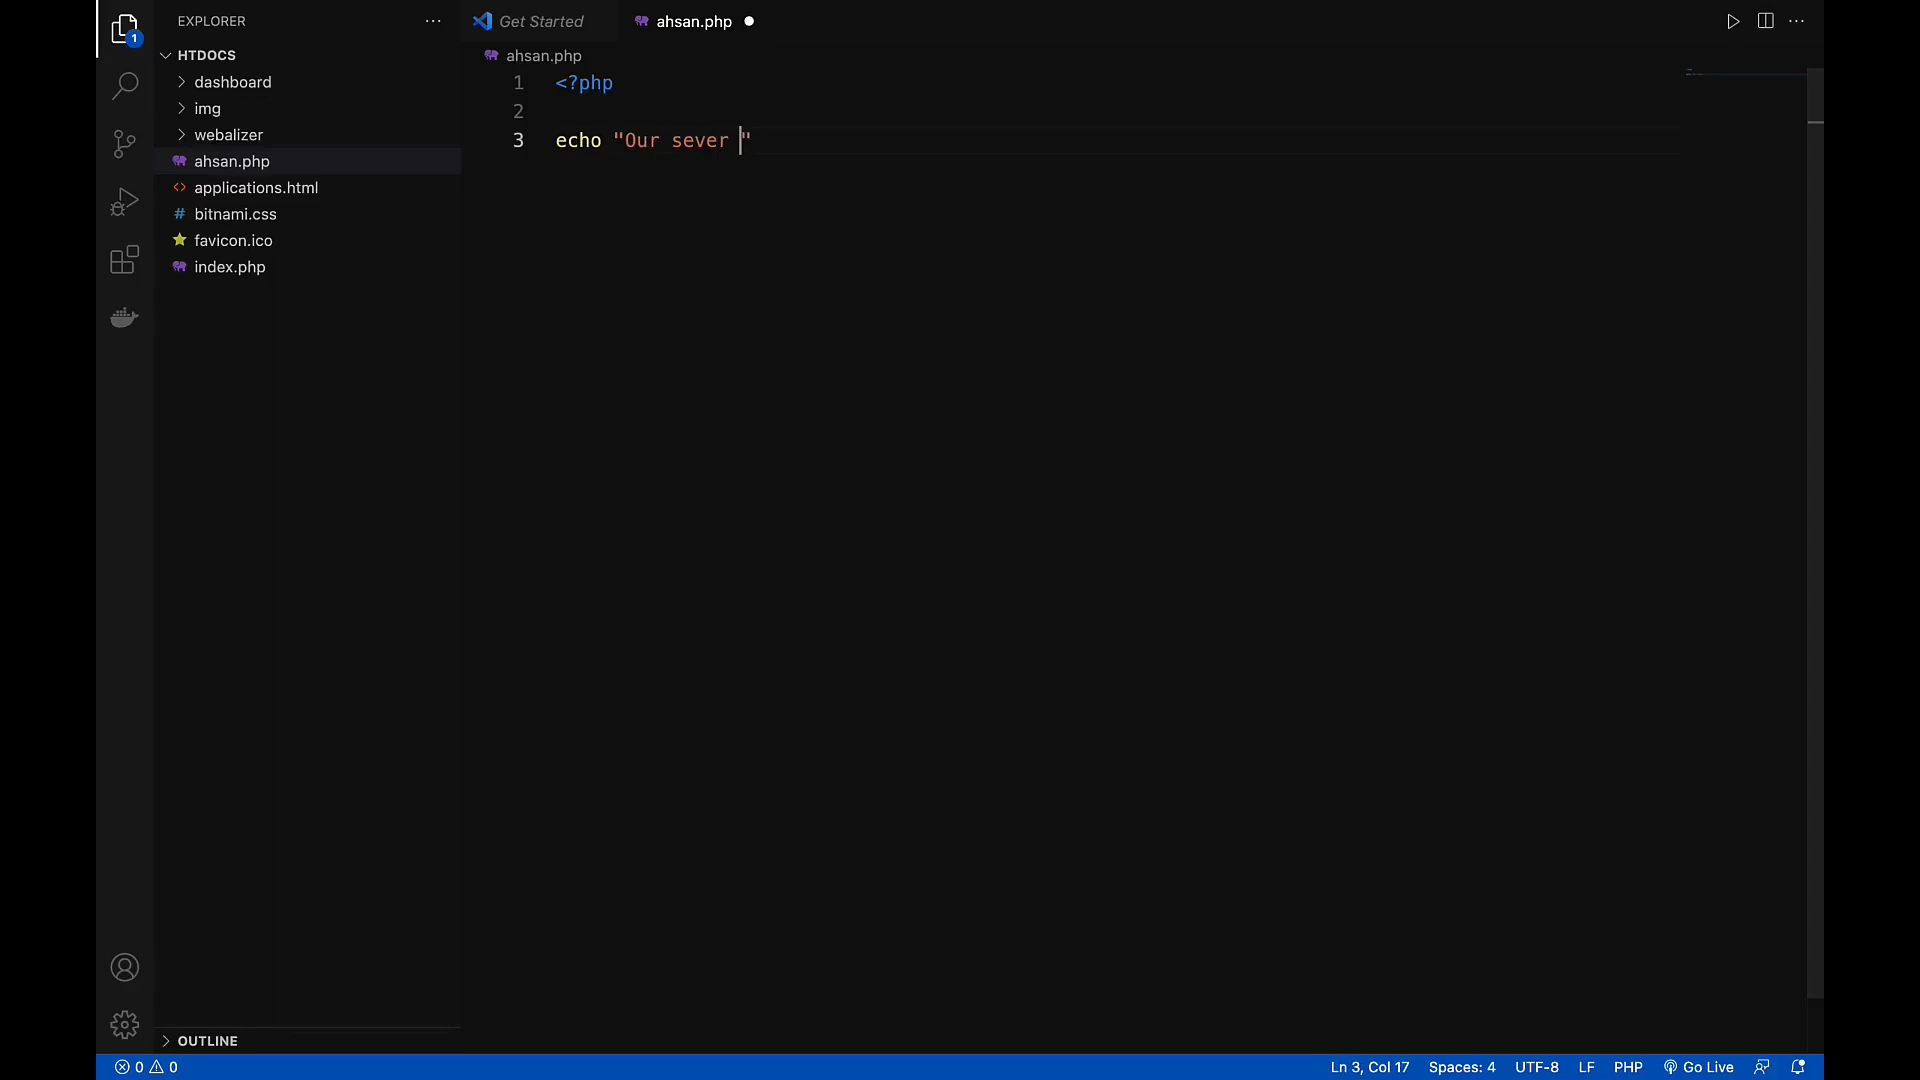 EXPLORER
Get Started
ahsan.php
1
HTDOCS
dashboard
img
webalizer
ahsan.php
applications.html
bitnami.css
favicon.ico
index.php
ahsan.php
1 <?php
2
3 echo "Our sever "
OUTLINE
0 0
Ln 3, Col 17
Spaces: 4
UTF-8
LF
PHP
Go Live